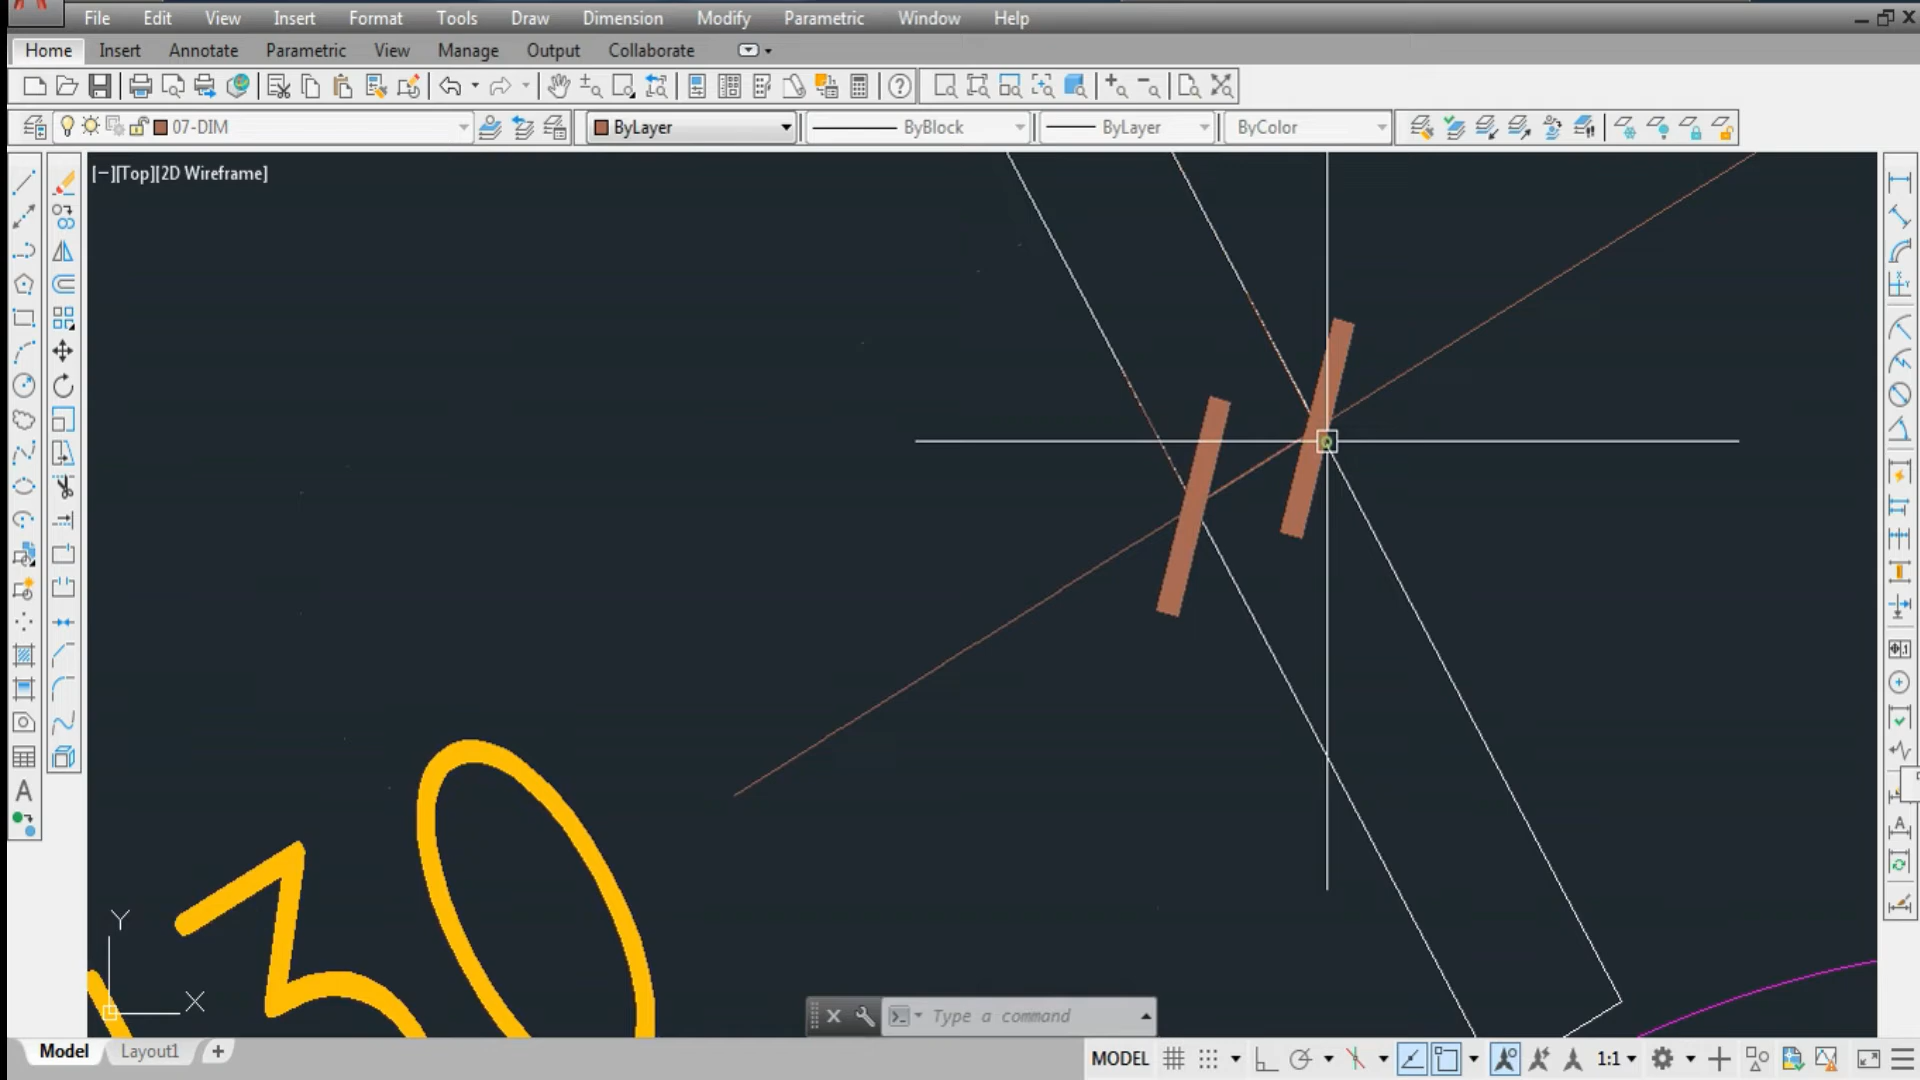 File Edit View Insert Format Tools Draw Dimension Modify Parametric Window Help
Home Insert Annotate Parametric View Manage Output Collaborate
07-DIM ByLayer ByBlock ByLayer ByColor
[−][Top][2D Wireframe]
30
Y
X
Type a command
Model Layout1 + MODEL 1:1